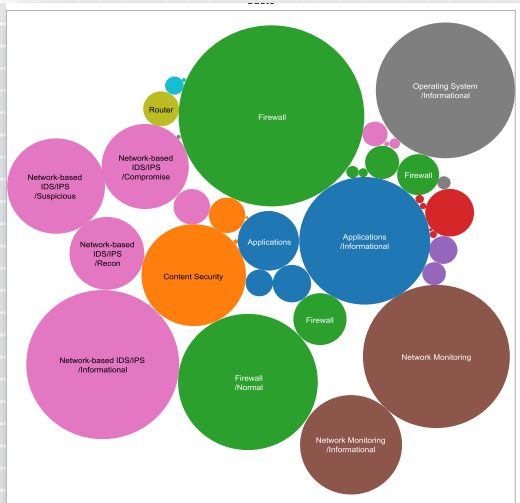 Operating System
/Informational
Router
Firewall
Network-based
IDS/IPS
/Compromise
Network-based
IDS/IPS
/Suspicious
Firewall
Applications
Applications
/Informational
Network-based
IDS/IPS
/Recon
Content Security
Firewall
Network-based IDS/IPS
/Informational
Firewall
/Normal
Network Monitoring
Network Monitoring
/Informational